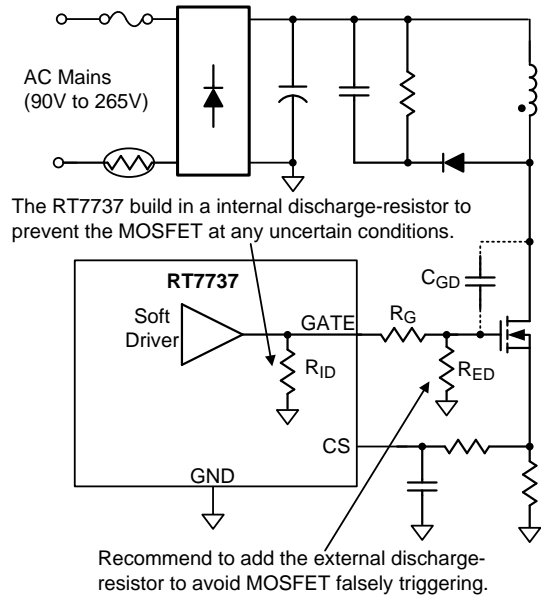 AC Mains
(90V to 265V)
The RT7737 build in a internal discharge-resistor to
prevent the MOSFET at any uncertain conditions.
RT7737
Soft
Driver
GATE
RID
RG
CGD
RED
CS
GND
Recommend to add the external discharge-
resistor to avoid MOSFET falsely triggering.